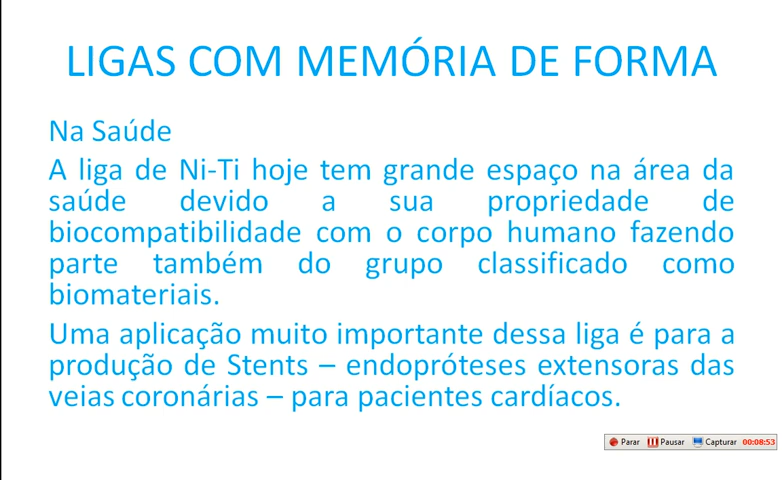 LIGAS COM MEMÓRIA DE FORMA
Na Saúde
A liga de Ni-Ti hoje tem grande espaço na área da
saúde devido a sua propriedade de
biocompatibilidade com o corpo humano fazendo
parte também do grupo classificado como
biomateriais.
Uma aplicação muito importante dessa liga é para a
produção de Stents – endopróteses extensoras das
veias coronárias – para pacientes cardíacos.
Parar Pausar Capturar 00:08:53